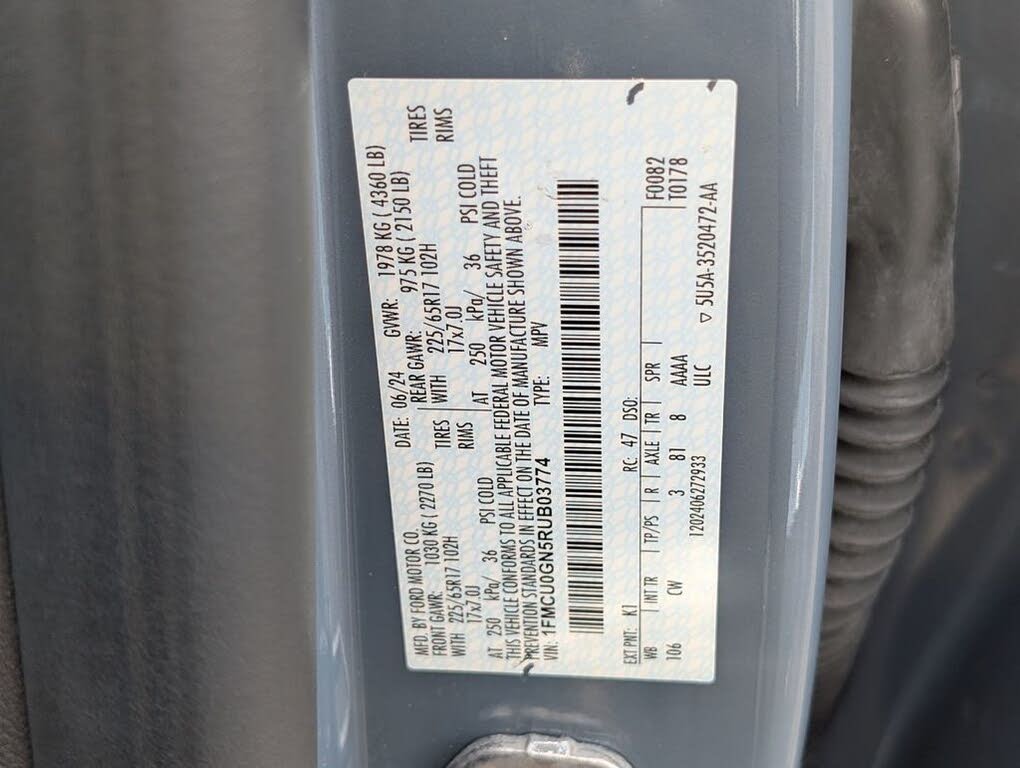 MFD. BY FORD MOTOR CO.
DATE: 06/24 GVWR: 1978 KG ( 4360 LB)
FRONT GAWR: 1030 KG ( 2270 LB) REAR GAWR: 975 KG ( 2150 LB)
WITH 225/65R17 102H TIRES WITH 225/65R17 102H TIRES
17x7.0J RIMS 17x7.0J RIMS
AT 250 kPa/ 36 PSI COLD AT 250 kPa/ 36 PSI COLD
THIS VEHICLE CONFORMS TO ALL APPLICABLE FEDERAL MOTOR VEHICLE SAFETY AND THEFT
PREVENTION STANDARDS IN EFFECT ON THE DATE OF MANUFACTURE SHOWN ABOVE.
VIN: 1FMCU0GN5RUB03774 TYPE: MPV
EXT PNT: K1 RC: 47 DSO: F0082
WB INT TR TP/PS R AXLE TR SPR T0178
106 CW 3 81 8 AAAA
1202406272933 ULC 5U5A-3520472-AA